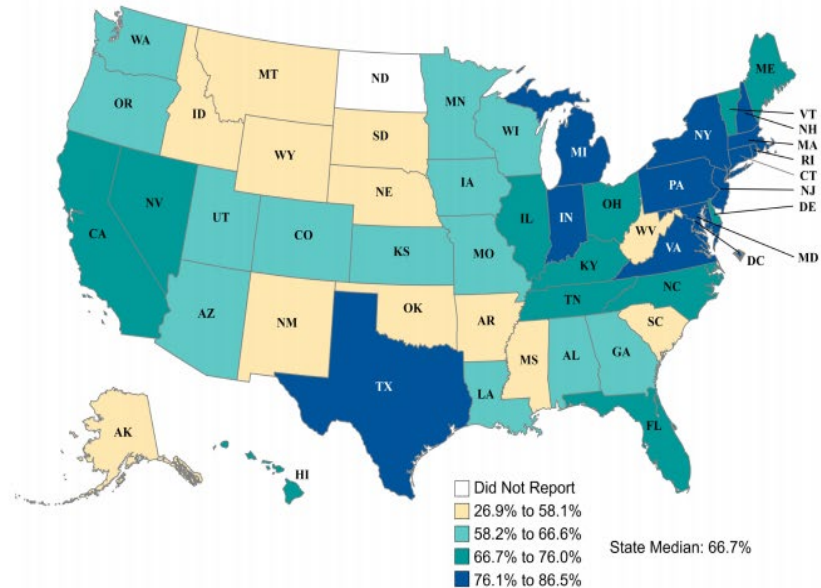 WA
MT
ND
ME
OR
MN
ID
SD
WI
VT
NH
WY
MI
NY
MA
RI
CT
NE
IA
PA
NJ
NV
OH
DE
UT
IL
IN
CA
CO
WV
KS
MO
VA
MD
KY
DC
NC
TN
AZ
OK
NM
AR
SC
MS
AL
GA
TX
LA
FL
AK
HI
Did Not Report
26.9% to 58.1%
58.2% to 66.6%
66.7% to 76.0%
76.1% to 86.5%
State Median: 66.7%